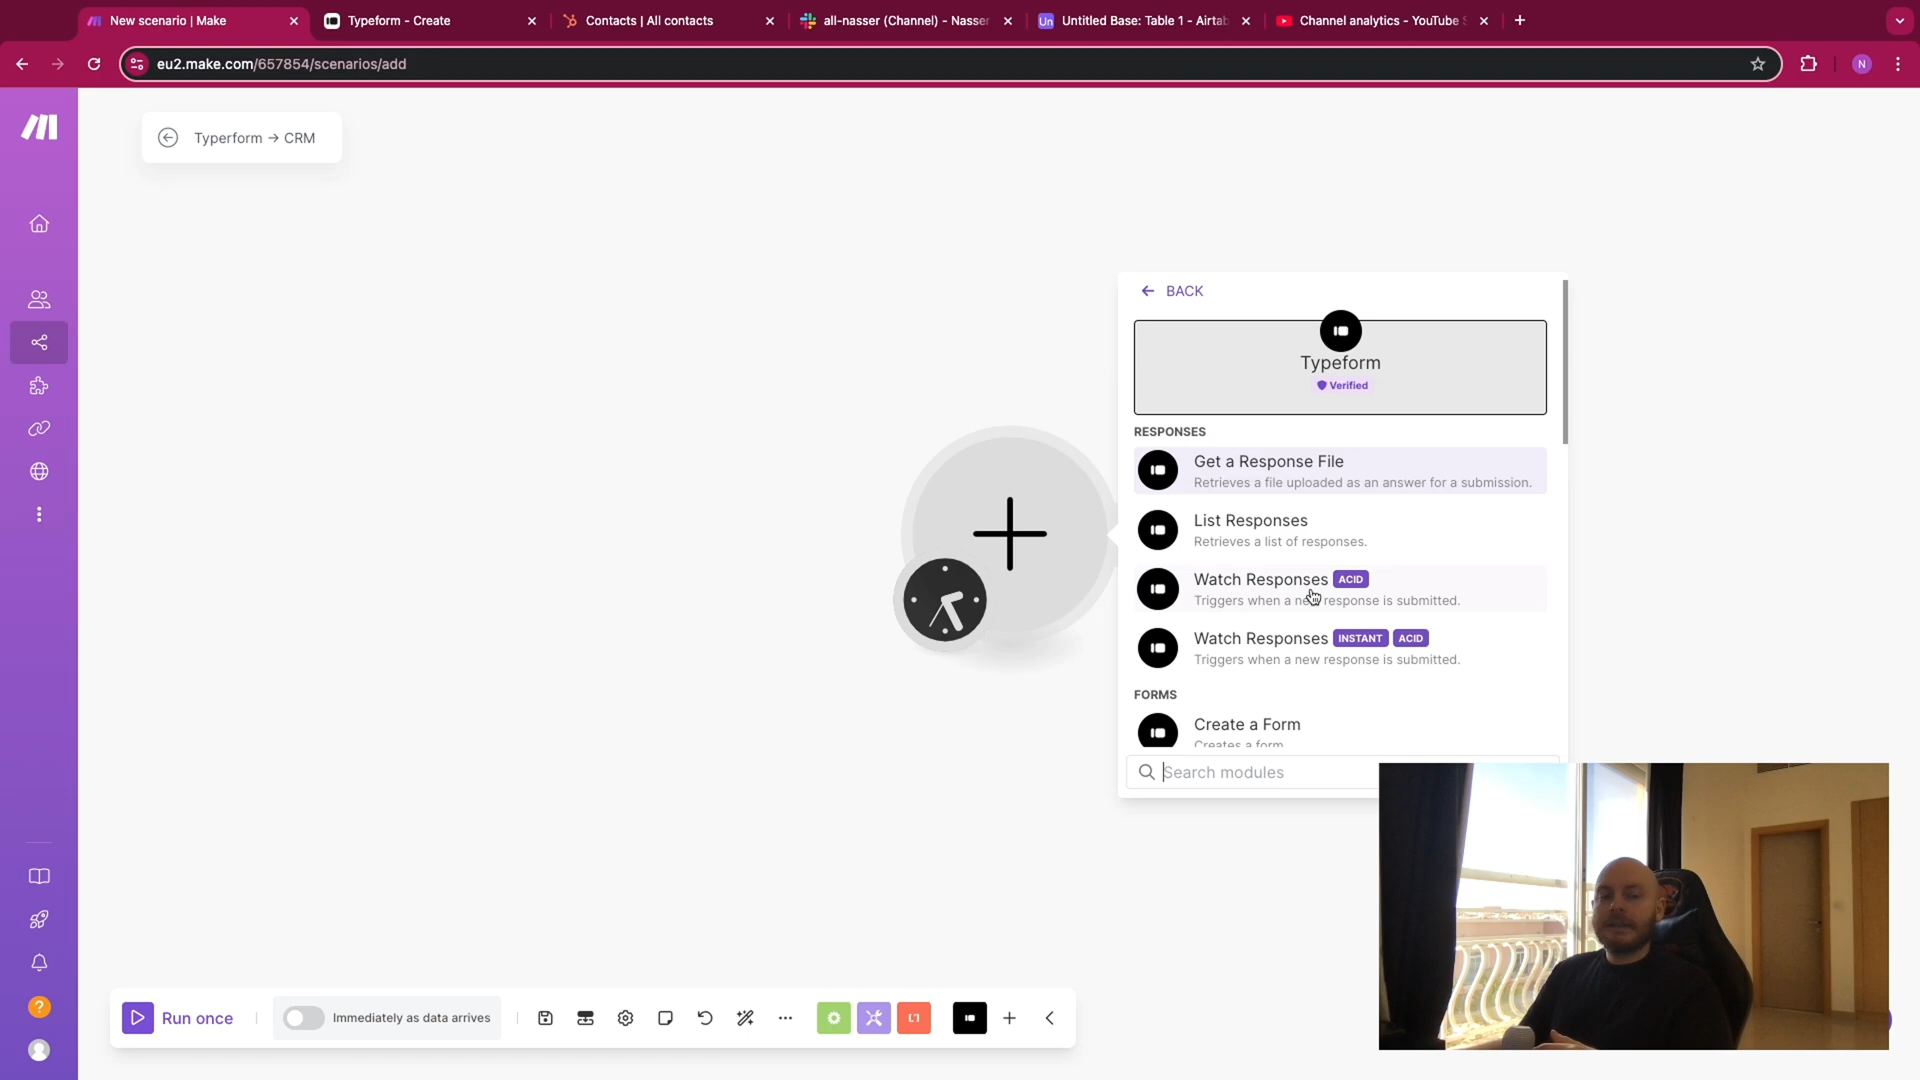 New scenario | Make
Typeform - Create
Contacts | All contacts
all-nasser (Channel) - Nasser
Untitled Base: Table 1 - Airtab
Channel analytics - YouTube S
eu2.make.com/657854/scenarios/add
N
Typerform → CRM
BACK
Typeform
Verified
RESPONSES
Get a Response File
Retrieves a file uploaded as an answer for a submission.
List Responses
Retrieves a list of responses.
Watch Responses ACID
Triggers when a new response is submitted.
Watch Responses INSTANT ACID
Triggers when a new response is submitted.
FORMS
Create a Form
Creates a form.
Search modules
Run once
Immediately as data arrives